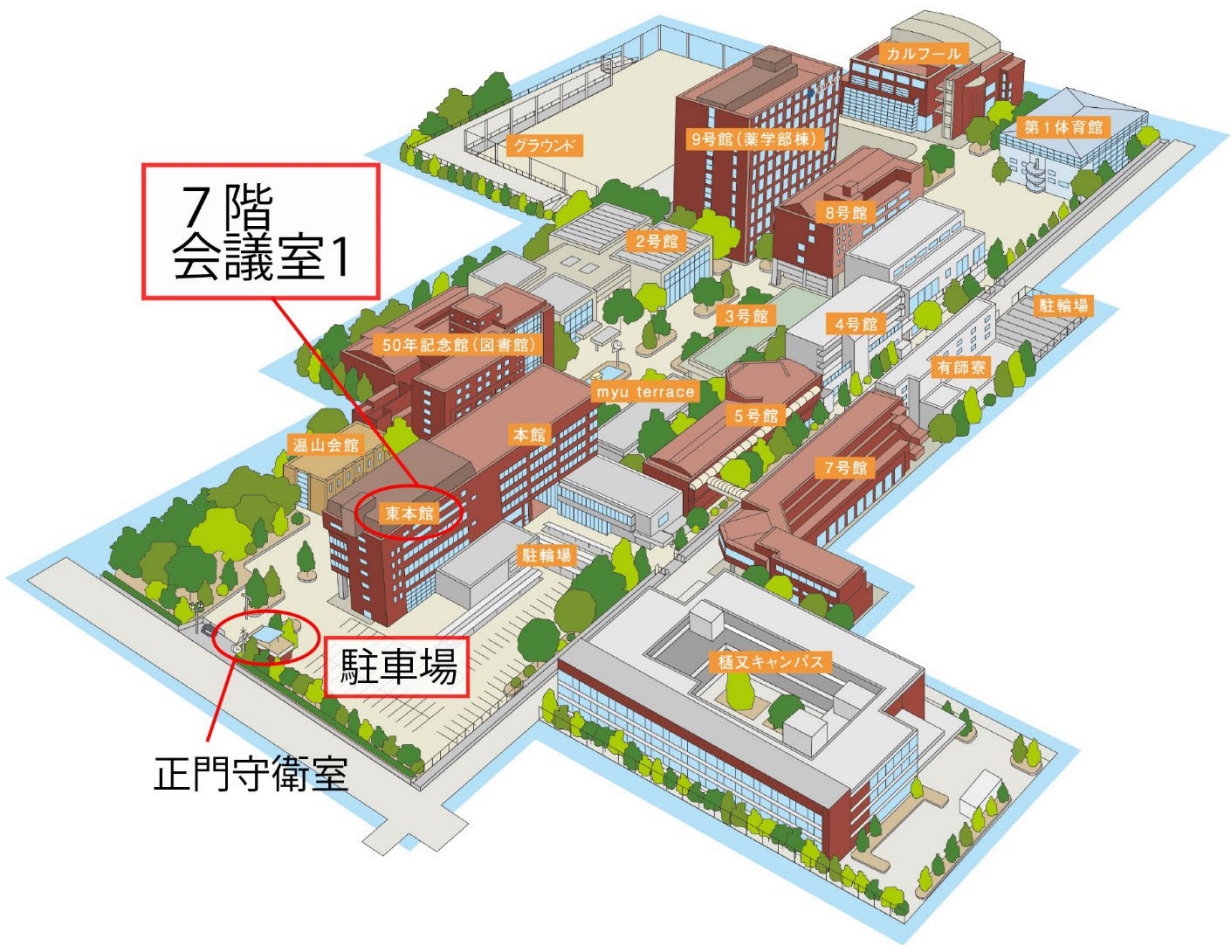 カルフール
第1体育館
9号館(薬学部棟)
グラウンド
7階
会議室1
8号館
2号館
駐輪場
3号館
4号館
50年記念館(図書館)
有師寮
myu terrace
5号館
本館
温山会館
7号館
東本館
駐輪場
樋又キャンパス
駐車場
正門守衛室